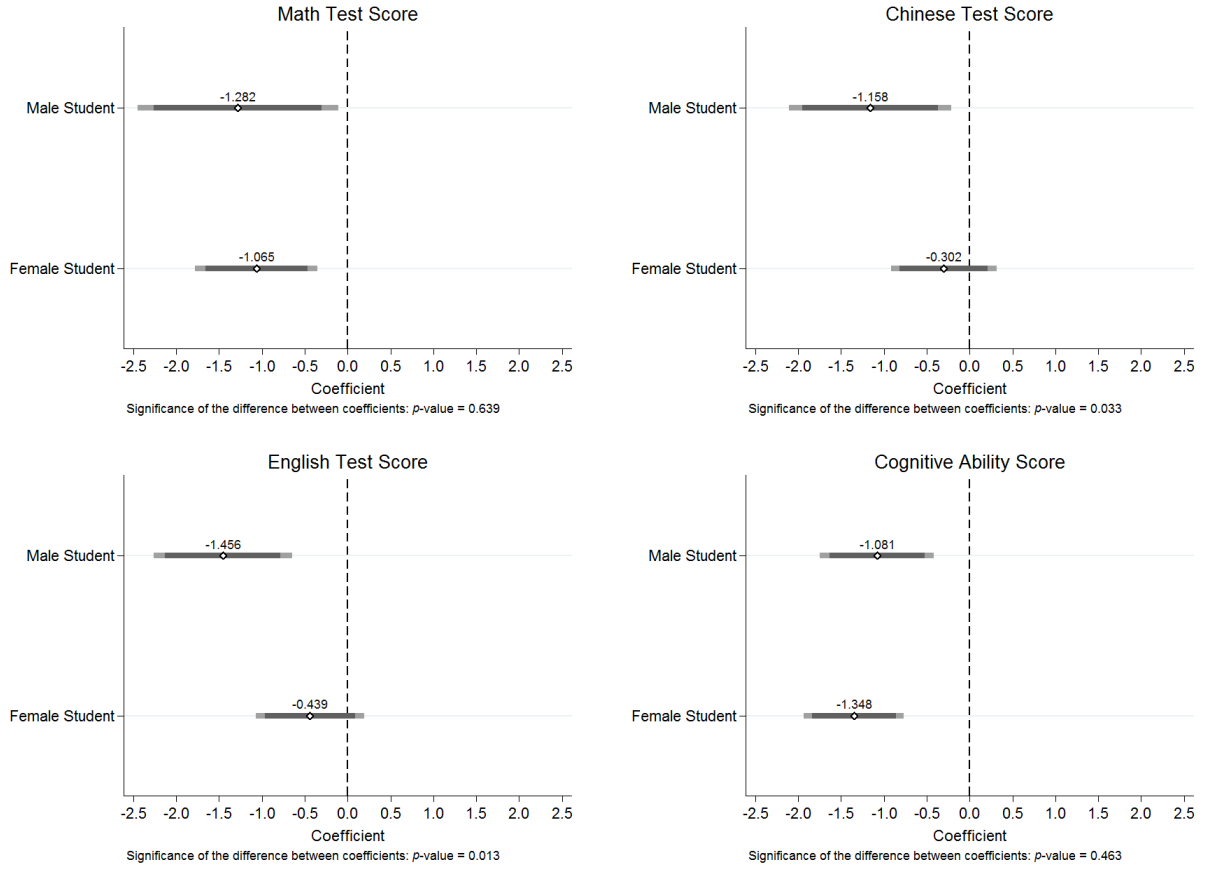 Math Test Score
Male Student
-1.282
Female Student
-1.065
-2.5 -2.0 -1.5 -1.0 -0.5 0.0 0.5 1.0 1.5 2.0 2.5
Coefficient
Significance of the difference between coefficients: p-value = 0.639
Chinese Test Score
Male Student
-1.158
Female Student
-0.302
-2.5 -2.0 -1.5 -1.0 -0.5 0.0 0.5 1.0 1.5 2.0 2.5
Coefficient
Significance of the difference between coefficients: p-value = 0.033
English Test Score
Male Student
-1.456
Female Student
-0.439
-2.5 -2.0 -1.5 -1.0 -0.5 0.0 0.5 1.0 1.5 2.0 2.5
Coefficient
Significance of the difference between coefficients: p-value = 0.013
Cognitive Ability Score
Male Student
-1.081
Female Student
-1.348
-2.5 -2.0 -1.5 -1.0 -0.5 0.0 0.5 1.0 1.5 2.0 2.5
Coefficient
Significance of the difference between coefficients: p-value = 0.463